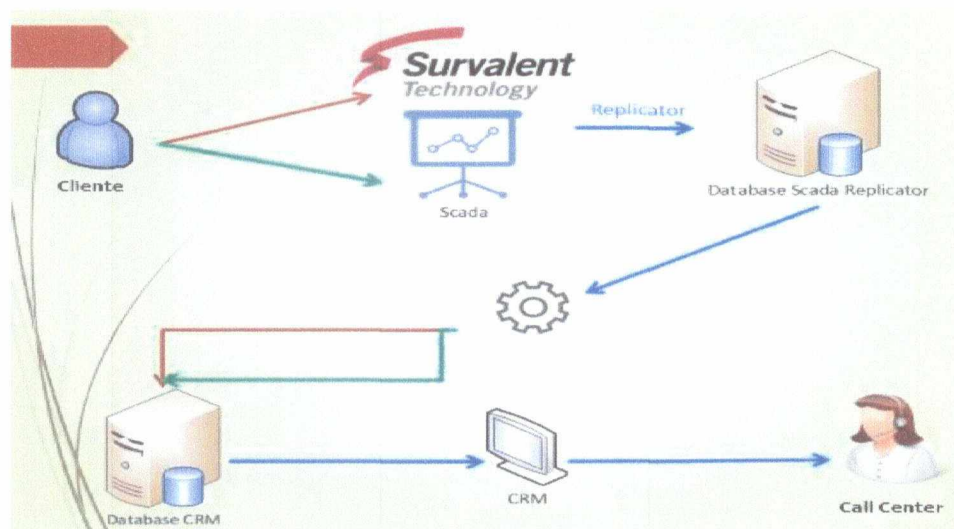 Survalent
Technology
Replicator
Cliente
Scada
Database Scada Replicator
Database CRM
CRM
Call Center